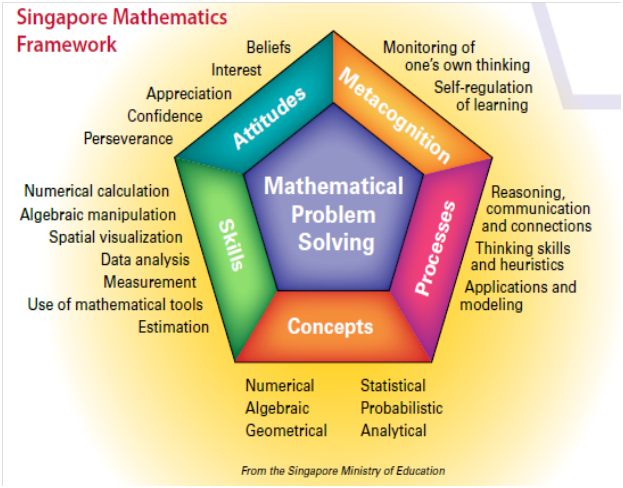 Singapore Mathematics
Framework
Beliefs
Interest
Appreciation
Confidence
Perseverance
Attitudes
Monitoring of
one's own thinking
Self-regulation
of learning
Metacognition
Mathematical
Problem
Solving
Numerical calculation
Algebraic manipulation
Spatial visualization
Data analysis
Measurement
Use of mathematical tools
Estimation
Skills
Reasoning,
communication
and connections
Thinking skills
and heuristics
Applications and
modeling
Processes
Concepts
Numerical
Algebraic
Geometrical
Statistical
Probabilistic
Analytical
From the Singapore Ministry of Education